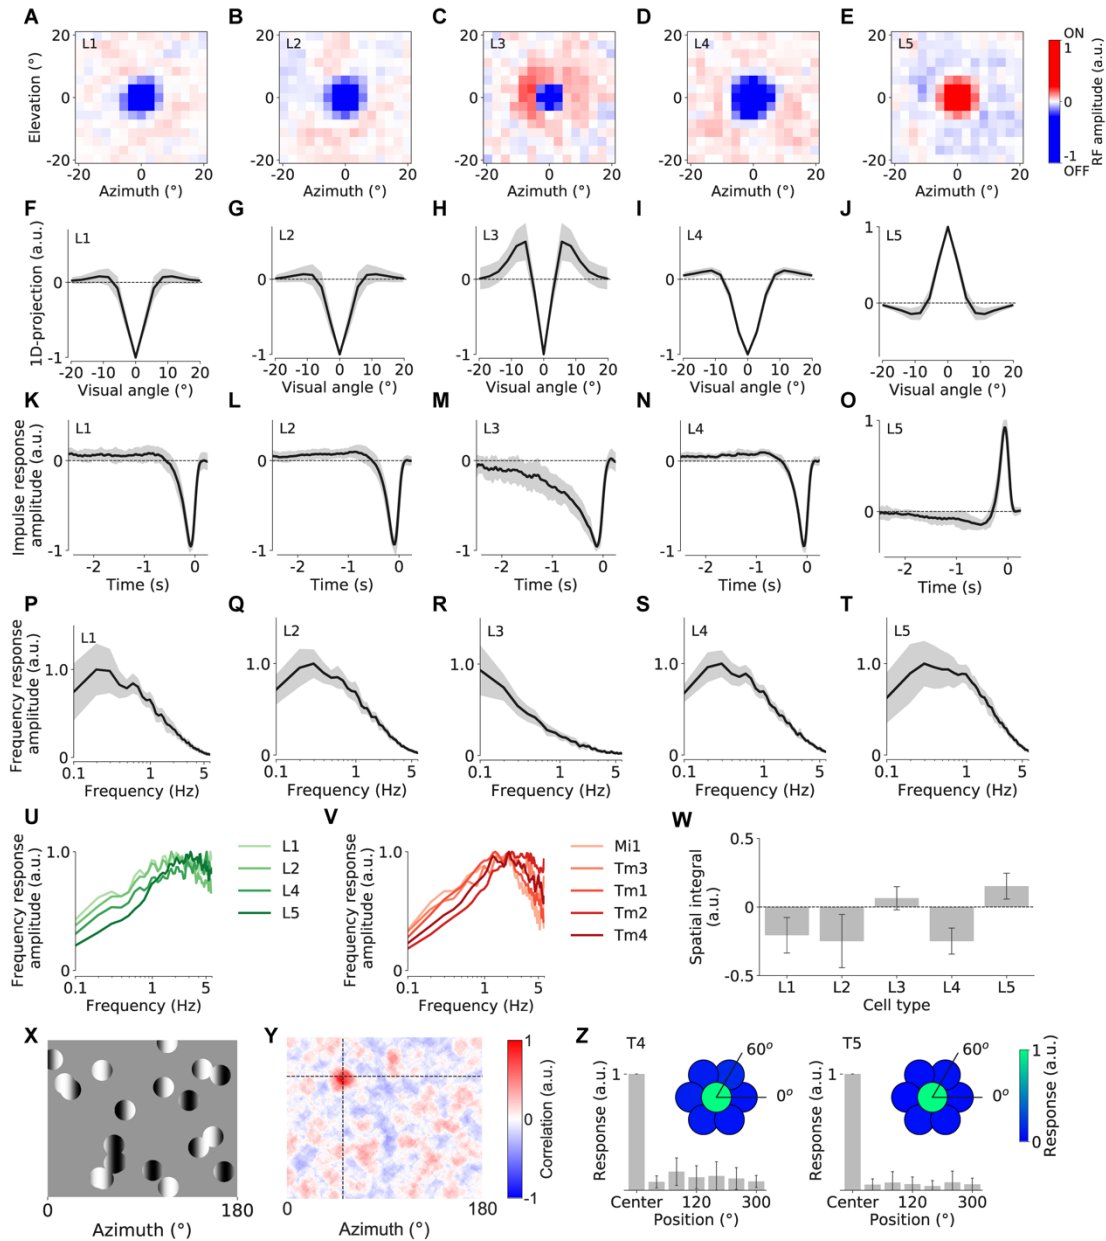 A B C D E
L1 L2 L3 L4 L5
Elevation (°)
20 20 20 20 20
0 0 0 0 0
-20 -20 -20 -20 -20
-20 0 20 -20 0 20 -20 0 20 -20 0 20 -20 0 20
Azimuth (°) Azimuth (°) Azimuth (°) Azimuth (°) Azimuth (°)
ON
1
0
-1
OFF
RF amplitude (a.u.)
F G H I J
L1 L2 L3 L4 L5
1D-projection (a.u.)
0 0 0 0 1
-1 -1 -1 -1 0
-20 -10 0 10 20 -20 -10 0 10 20 -20 -10 0 10 20 -20 -10 0 10 20 -20 -10 0 10 20
Visual angle (°) Visual angle (°) Visual angle (°) Visual angle (°) Visual angle (°)
K L M N O
L1 L2 L3 L4 L5
Impulse response
amplitude (a.u.)
0 0 0 0 1
-1 -1 -1 -1 0
-2 -1 0 -2 -1 0 -2 -1 0 -2 -1 0 -2 -1 0
Time (s) Time (s) Time (s) Time (s) Time (s)
P Q R S T
L1 L2 L3 L4 L5
Frequency response
amplitude (a.u.)
1.0 1.0 1.0 1.0 1.0
0 0 0 0 0
0.1 1 5 0.1 1 5 0.1 1 5 0.1 1 5 0.1 1 5
Frequency (Hz) Frequency (Hz) Frequency (Hz) Frequency (Hz) Frequency (Hz)
U
Frequency response
amplitude (a.u.)
1.0
0
0.1 1 5
Frequency (Hz)
L1
L2
L4
L5
V
Frequency response
amplitude (a.u.)
1.0
0
0.1 1 5
Frequency (Hz)
Mi1
Tm3
Tm1
Tm2
Tm4
W
Spatial integral
(a.u.)
0.5
0
-0.5
L1 L2 L3 L4 L5
Cell type
X
0 180
Azimuth (°)
Y
0 180
Azimuth (°)
1
0
-1
Correlation (a.u.)
Z
T4
Response (a.u.)
1
60o
0o
Center 120 300
Position (°)
T5
Response (a.u.)
1
60o
0o
Center 120 300
Position (°)
1
0
Response (a.u.)